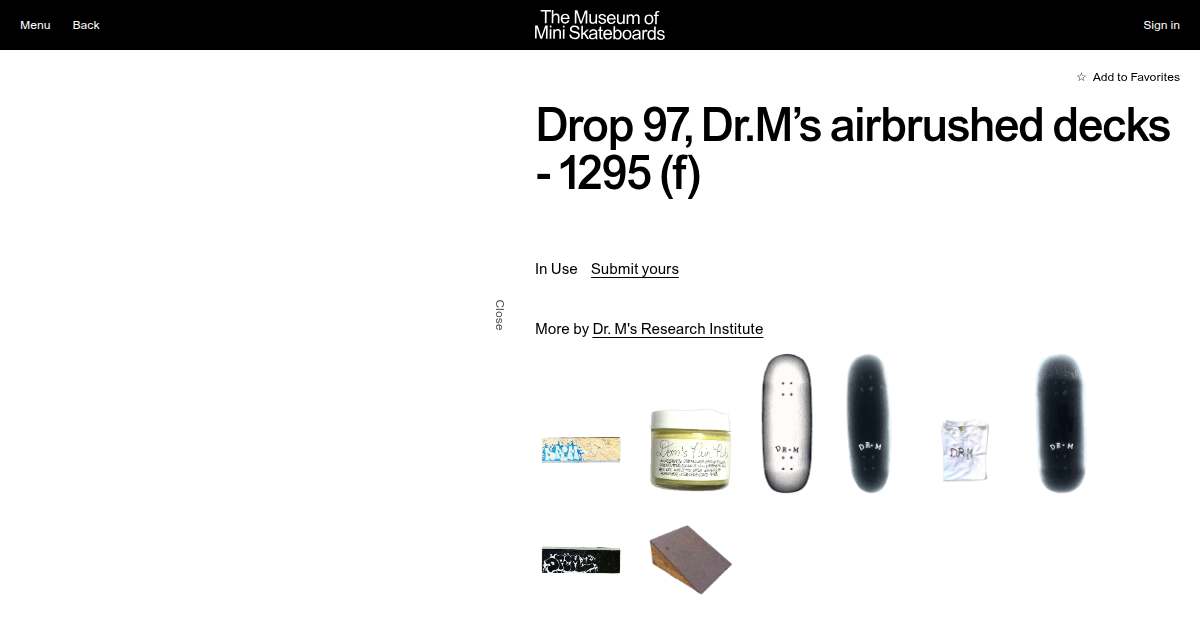 Menu
Back
The Museum of
Mini Skateboards
Sign in
☆ Add to Favorites
Drop 97, Dr.M’s airbrushed decks
- 1295 (f)
In Use
Submit yours
Close
More by Dr. M's Research Institute
DR•M
DR•M
DRM
DR•M